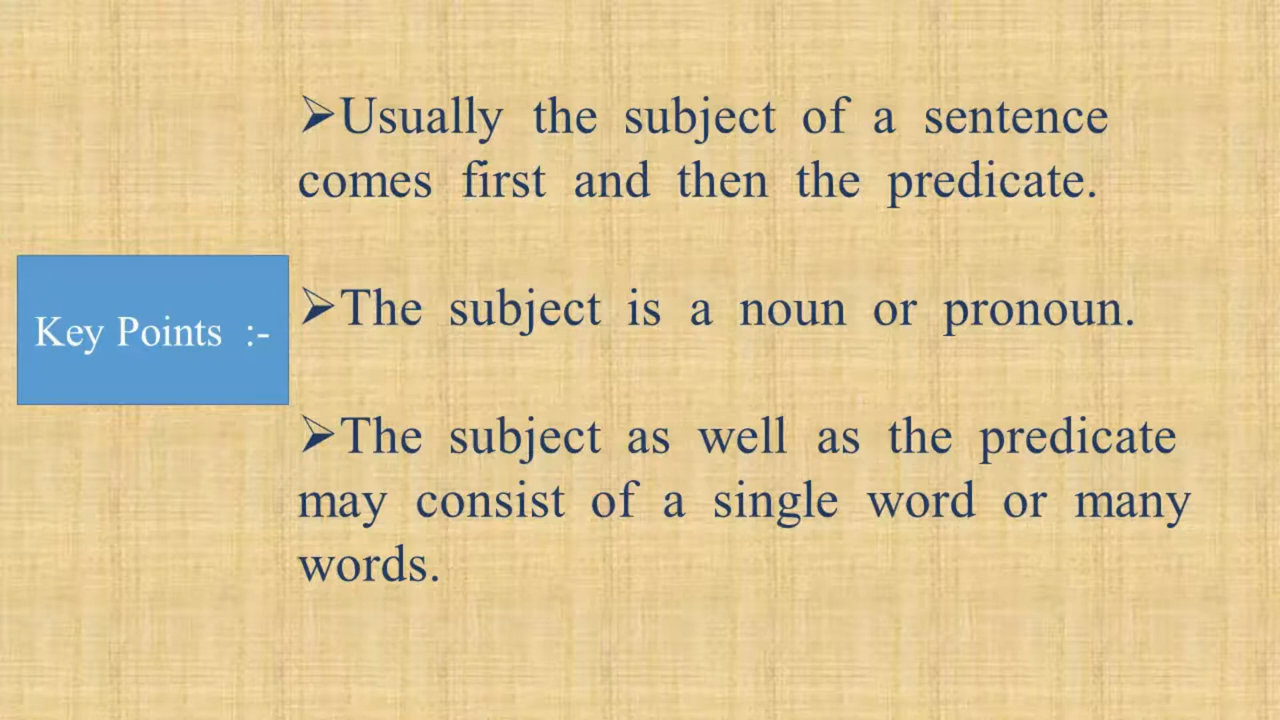 ➢Usually the subject of a sentence
comes first and then the predicate.
Key Points :-
➢The subject is a noun or pronoun.
➢The subject as well as the predicate
may consist of a single word or many
words.